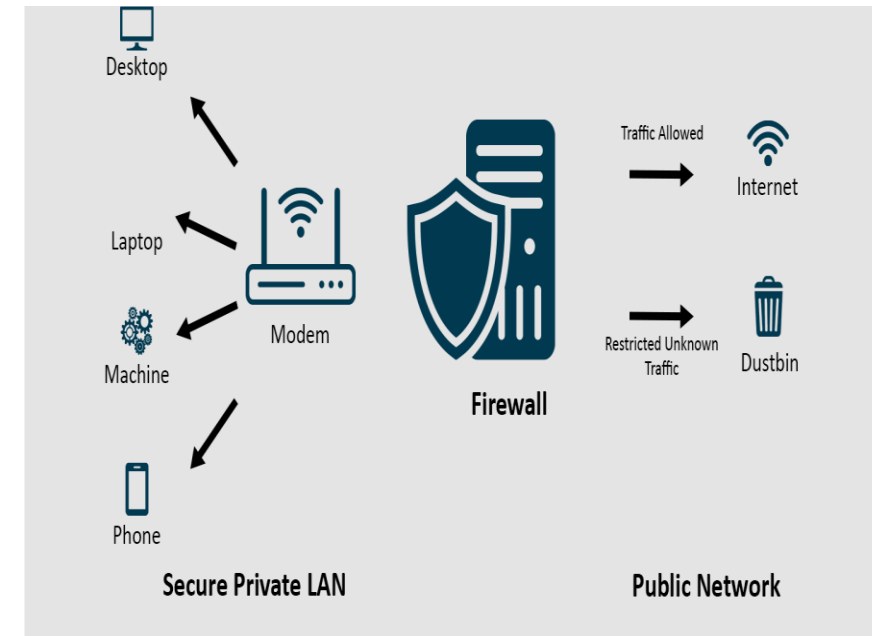 Desktop
Laptop
Machine
Phone
Modem
Secure Private LAN
Firewall
Traffic Allowed
Internet
Restricted Unknown
Traffic
Dustbin
Public Network